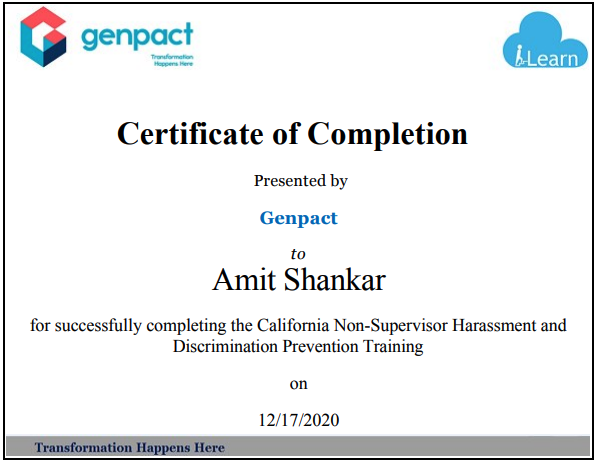 genpact
Transformation
Happens Here
i-Learn
Certificate of Completion
Presented by
Genpact
to
Amit Shankar
for successfully completing the California Non-Supervisor Harassment and
Discrimination Prevention Training
on
12/17/2020
Transformation Happens Here